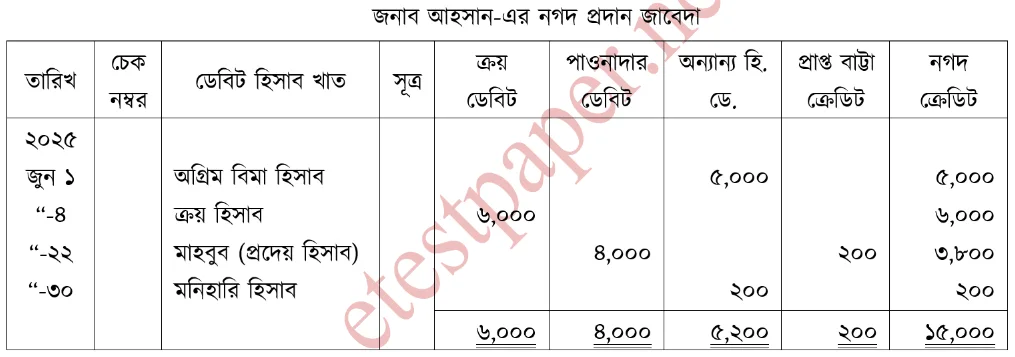 জনাব আহসান-এর নগদ প্রদান জাবেদা
তারিখ চেক নম্বর ডেবিট হিসাব খাত সূত্র ক্রয় ডেবিট পাওনাদার ডেবিট অন্যান্য হি. ডে. প্রাপ্ত বাট্টা ক্রেডিট নগদ ক্রেডিট
২০২৫
জুন ১ অগ্রিম বিমা হিসাব ৫,০০০ ৫,০০০
“-৪ ক্রয় হিসাব ৬,০০০ ৬,০০০
“-২২ মাহবুব (প্রদেয় হিসাব) ৪,০০০ ২০০ ৩,৮০০
“-৩০ মনিহারি হিসাব ২০০ ২০০
৬,০০০ ৪,০০০ ৫,২০০ ২০০ ১৫,০০০
etestpaper.net